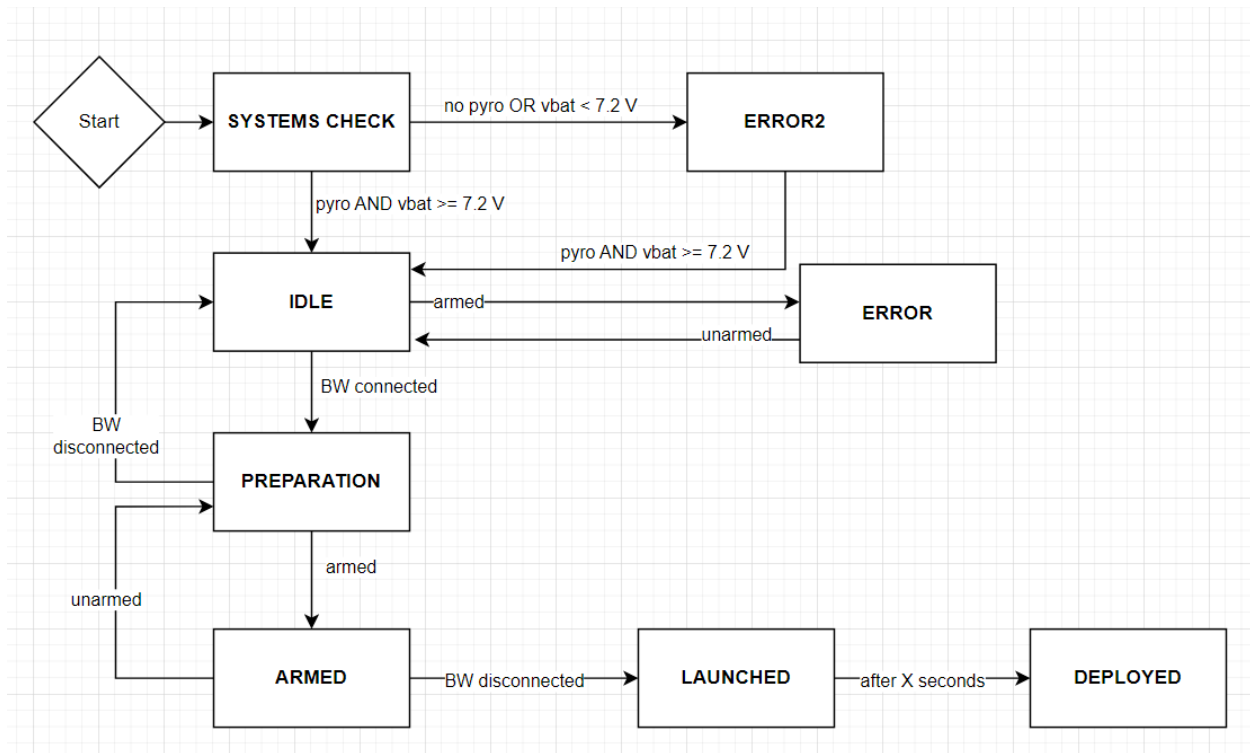 Start
SYSTEMS CHECK
no pyro OR vbat < 7.2 V
ERROR2
pyro AND vbat >= 7.2 V
pyro AND vbat >= 7.2 V
IDLE
armed
ERROR
unarmed
BW connected
BW
disconnected
PREPARATION
armed
unarmed
ARMED
BW disconnected
LAUNCHED
after X seconds
DEPLOYED